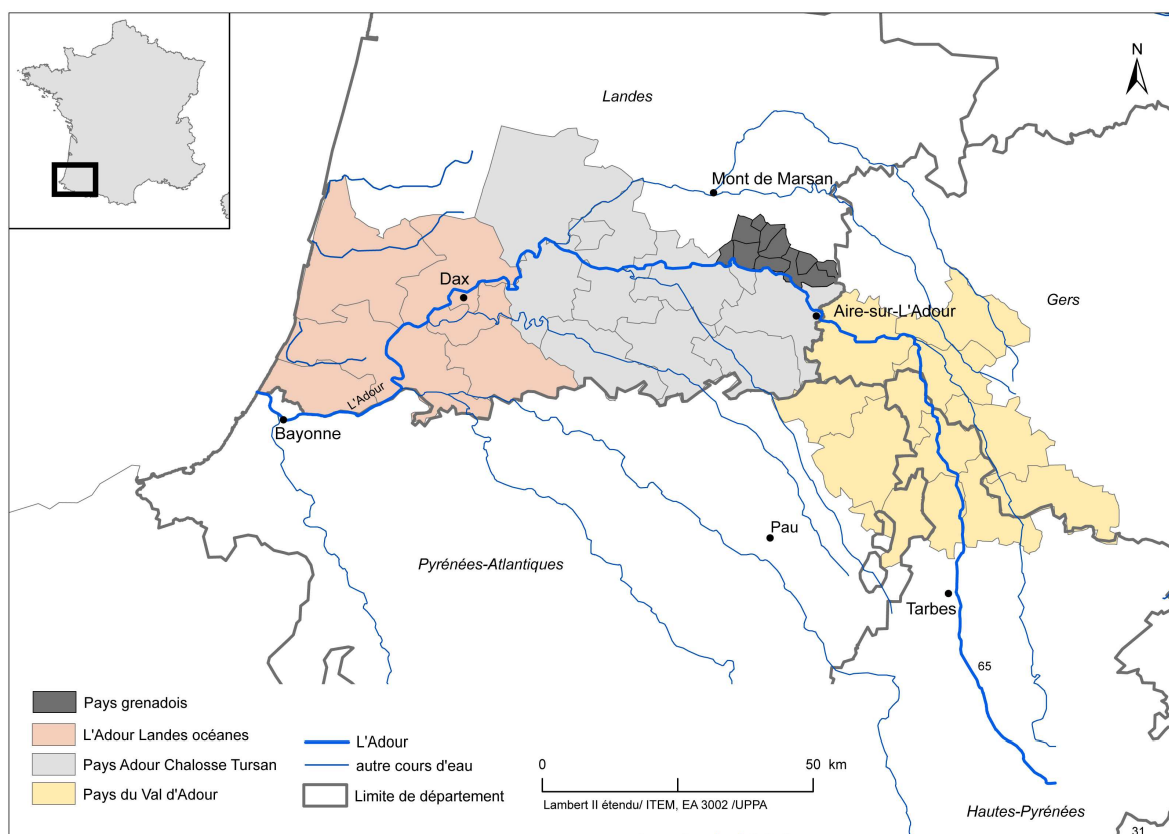 N
Landes
Mont de Marsan
Dax
Gers
Aire-sur-L'Adour
L'Adour
Bayonne
Pau
Pyrénées-Atlantiques
Tarbes
65
Pays grenadois
L'Adour Landes océanes
Pays Adour Chalosse Tursan
Pays du Val d'Adour
L'Adour
autre cours d'eau
Limite de département
0 50 km
Lambert II étendu/ ITEM, EA 3002 /UPPA
Hautes-Pyrénées
31